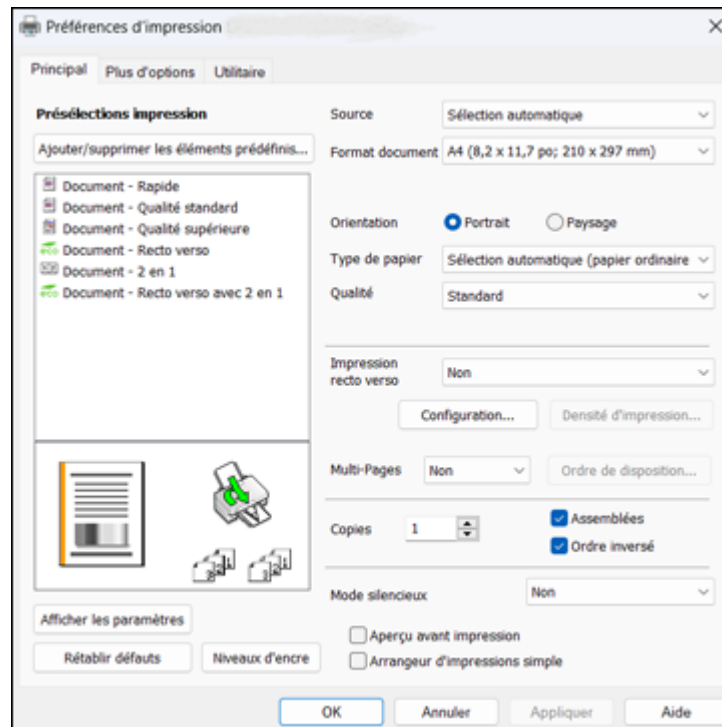 Préférences d'impression
Principal
Plus d'options
Utilitaire
Présélections impression
Ajouter/supprimer les éléments prédéfinis...
Document - Rapide
Document - Qualité standard
Document - Qualité supérieure
eco Document - Recto verso
Document - 2 en 1
eco Document - Recto verso avec 2 en 1
Afficher les paramètres
Rétablir défauts
Niveaux d'encre
Source
Sélection automatique
Format document
A4 (8,2 x 11,7 po; 210 x 297 mm)
Orientation
Portrait
Paysage
Type de papier
Sélection automatique (papier ordinaire
Qualité
Standard
Impression
recto verso
Non
Configuration...
Densité d'impression...
Multi-Pages
Non
Ordre de disposition...
Copies
1
Assemblées
Ordre inversé
Mode silencieux
Non
Aperçu avant impression
Arrangeur d'impressions simple
OK
Annuler
Appliquer
Aide